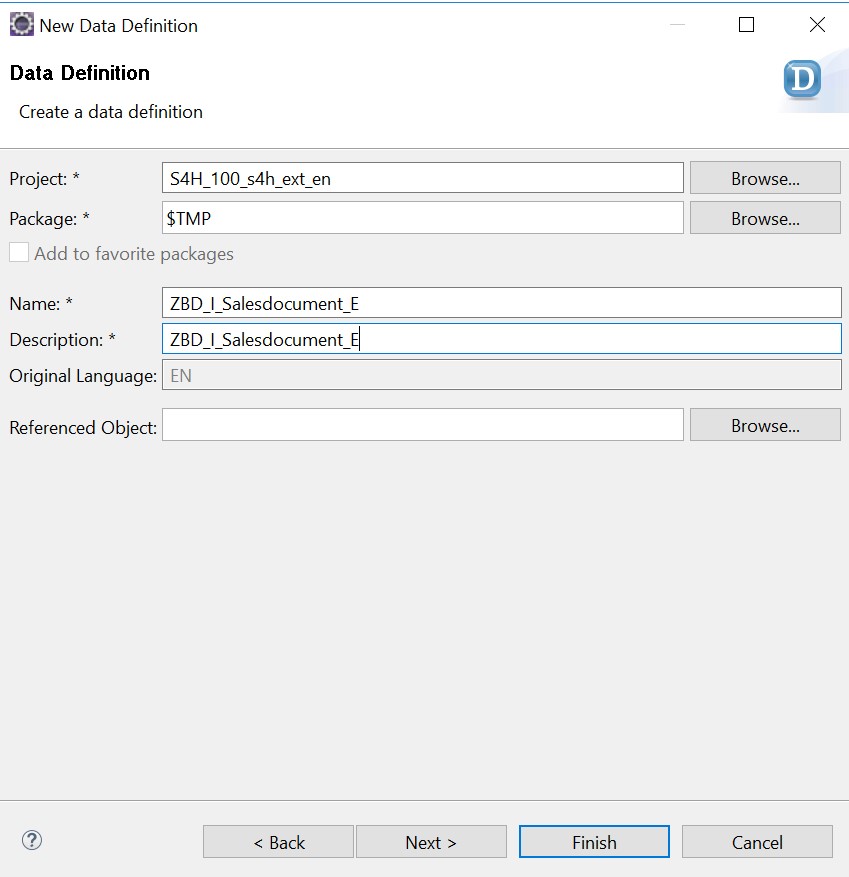 New Data Definition
Data Definition
D
Create a data definition
Project: * S4H_100_s4h_ext_en Browse...
Package: * $TMP Browse...
Add to favorite packages
Name: * ZBD_I_Salesdocument_E
Description: * ZBD_I_Salesdocument_E
Original Language: EN
Referenced Object: Browse...
? < Back Next > Finish Cancel